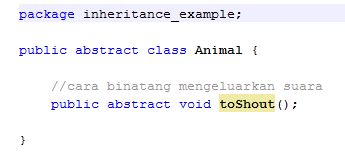 package inheritance_example;
public abstract class Animal {
//cara binatang mengeluarkan suara
public abstract void toShout();
}